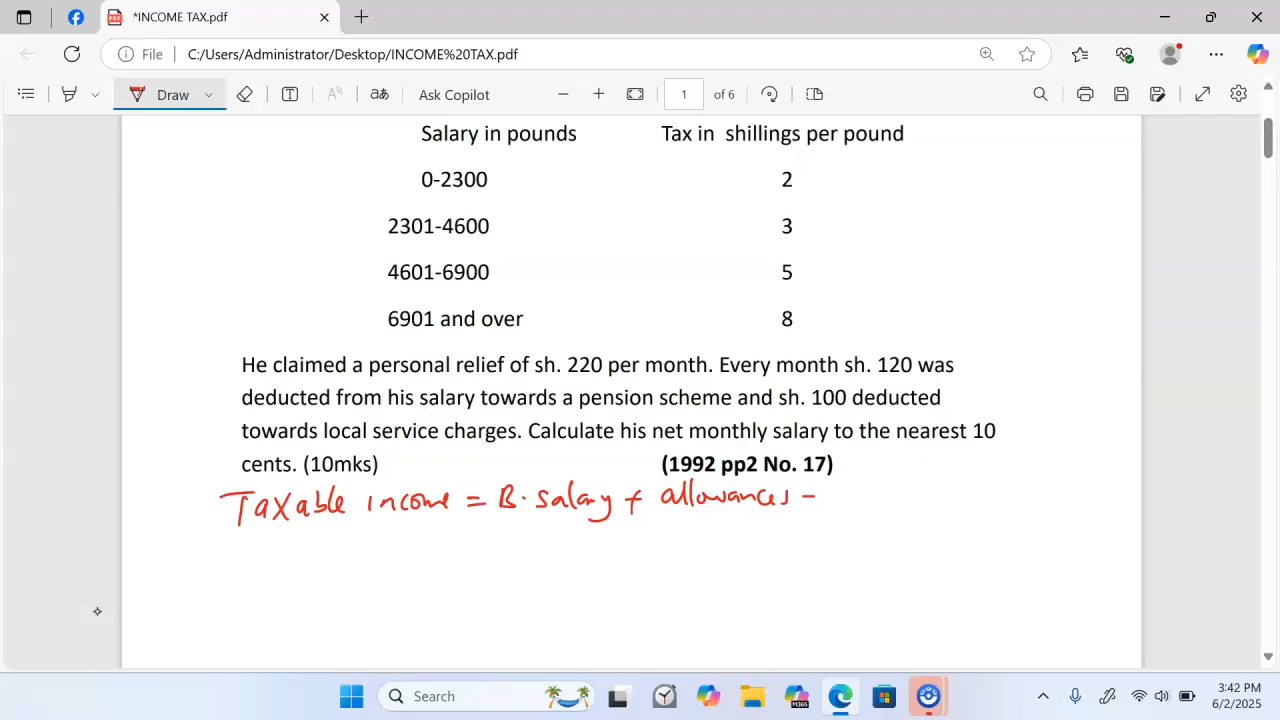 *INCOME TAX.pdf
File C:/Users/Administrator/Desktop/INCOME%20TAX.pdf
Draw Ask Copilot 1 of 6
Salary in pounds Tax in shillings per pound
0-2300 2
2301-4600 3
4601-6900 5
6901 and over 8
He claimed a personal relief of sh. 220 per month. Every month sh. 120 was
deducted from his salary towards a pension scheme and sh. 100 deducted
towards local service charges. Calculate his net monthly salary to the nearest 10
cents. (10mks) (1992 pp2 No. 17)
Taxable income = B. salary + allowances -
Search
3:42 PM
6/2/2025